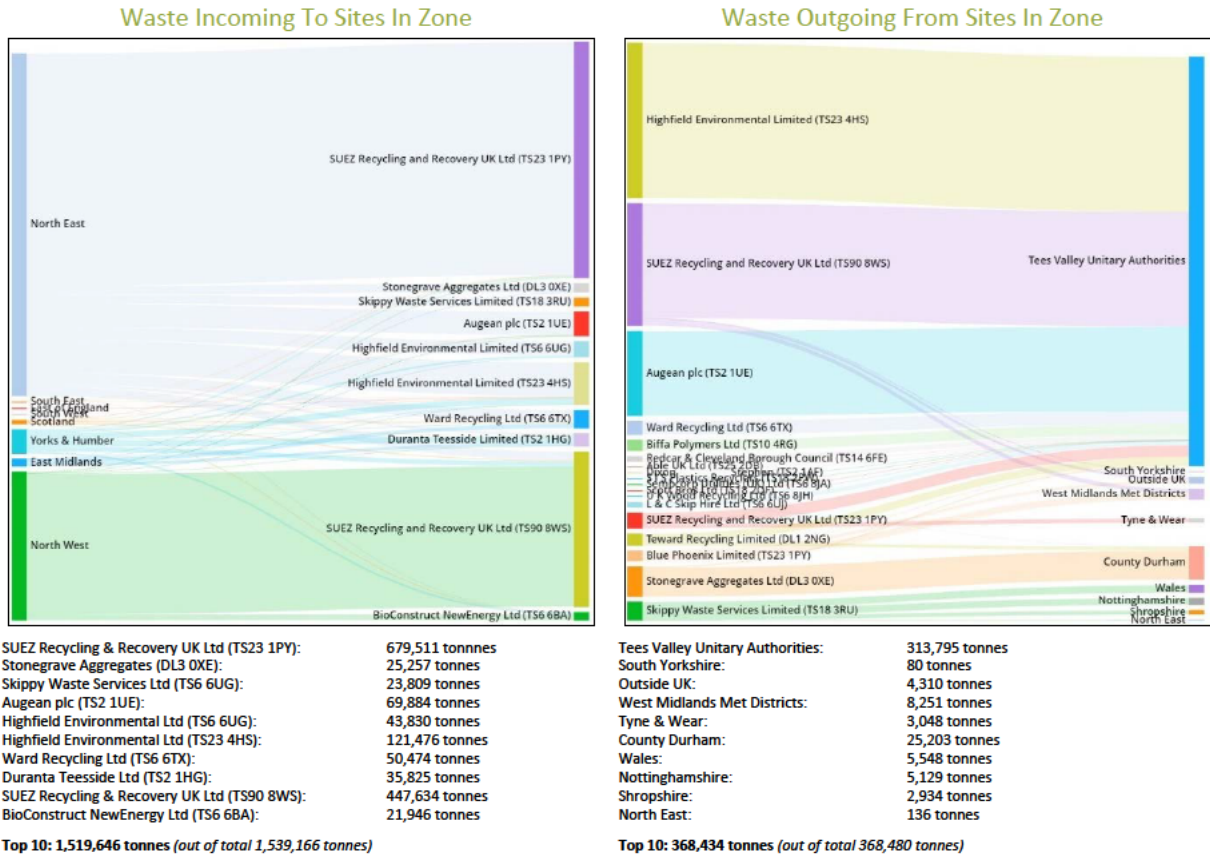 Waste Incoming To Sites In Zone
North East
South East
East of England
South West
Scotland
Yorks & Humber
East Midlands
North West
SUEZ Recycling and Recovery UK Ltd (TS23 1PY)
Stonegrave Aggregates Ltd (DL3 0XE)
Skippy Waste Services Limited (TS18 3RU)
Augean plc (TS2 1UE)
Highfield Environmental Limited (TS6 6UG)
Highfield Environmental Limited (TS23 4HS)
Ward Recycling Ltd (TS6 6TX)
Duranta Teesside Limited (TS2 1HG)
SUEZ Recycling and Recovery UK Ltd (TS90 8WS)
BioConstruct NewEnergy Ltd (TS6 6BA)
SUEZ Recycling & Recovery UK Ltd (TS23 1PY): 679,511 tonnnes
Stonegrave Aggregates (DL3 0XE): 25,257 tonnes
Skippy Waste Services Ltd (TS6 6UG): 23,809 tonnes
Augean plc (TS2 1UE): 69,884 tonnes
Highfield Environmental Ltd (TS6 6UG): 43,830 tonnes
Highfield Environmental Ltd (TS23 4HS): 121,476 tonnes
Ward Recycling Ltd (TS6 6TX): 50,474 tonnes
Duranta Teesside Ltd (TS2 1HG): 35,825 tonnes
SUEZ Recycling & Recovery UK Ltd (TS90 8WS): 447,634 tonnes
BioConstruct NewEnergy Ltd (TS6 6BA): 21,946 tonnes
Top 10: 1,519,646 tonnes (out of total 1,539,166 tonnes)
Waste Outgoing From Sites In Zone
Highfield Environmental Limited (TS23 4HS)
SUEZ Recycling and Recovery UK Ltd (TS90 8WS)
Augean plc (TS2 1UE)
Ward Recycling Ltd (TS6 6TX)
Biffa Polymers Ltd (TS10 4RG)
Redcar & Cleveland Borough Council (TS14 6FE)
Able UK Ltd (TS25 2DB)
L & C Skip Hire Ltd (TS6 6UJ)
SUEZ Recycling and Recovery UK Ltd (TS23 1PY)
Teward Recycling Limited (DL1 2NG)
Blue Phoenix Limited (TS23 1PY)
Stonegrave Aggregates Ltd (DL3 0XE)
Skippy Waste Services Limited (TS18 3RU)
Tees Valley Unitary Authorities
South Yorkshire
Outside UK
West Midlands Met Districts
Tyne & Wear
County Durham
Wales
Nottinghamshire
Shropshire
North East
Tees Valley Unitary Authorities: 313,795 tonnes
South Yorkshire: 80 tonnes
Outside UK: 4,310 tonnes
West Midlands Met Districts: 8,251 tonnes
Tyne & Wear: 3,048 tonnes
County Durham: 25,203 tonnes
Wales: 5,548 tonnes
Nottinghamshire: 5,129 tonnes
Shropshire: 2,934 tonnes
North East: 136 tonnes
Top 10: 368,434 tonnes (out of total 368,480 tonnes)